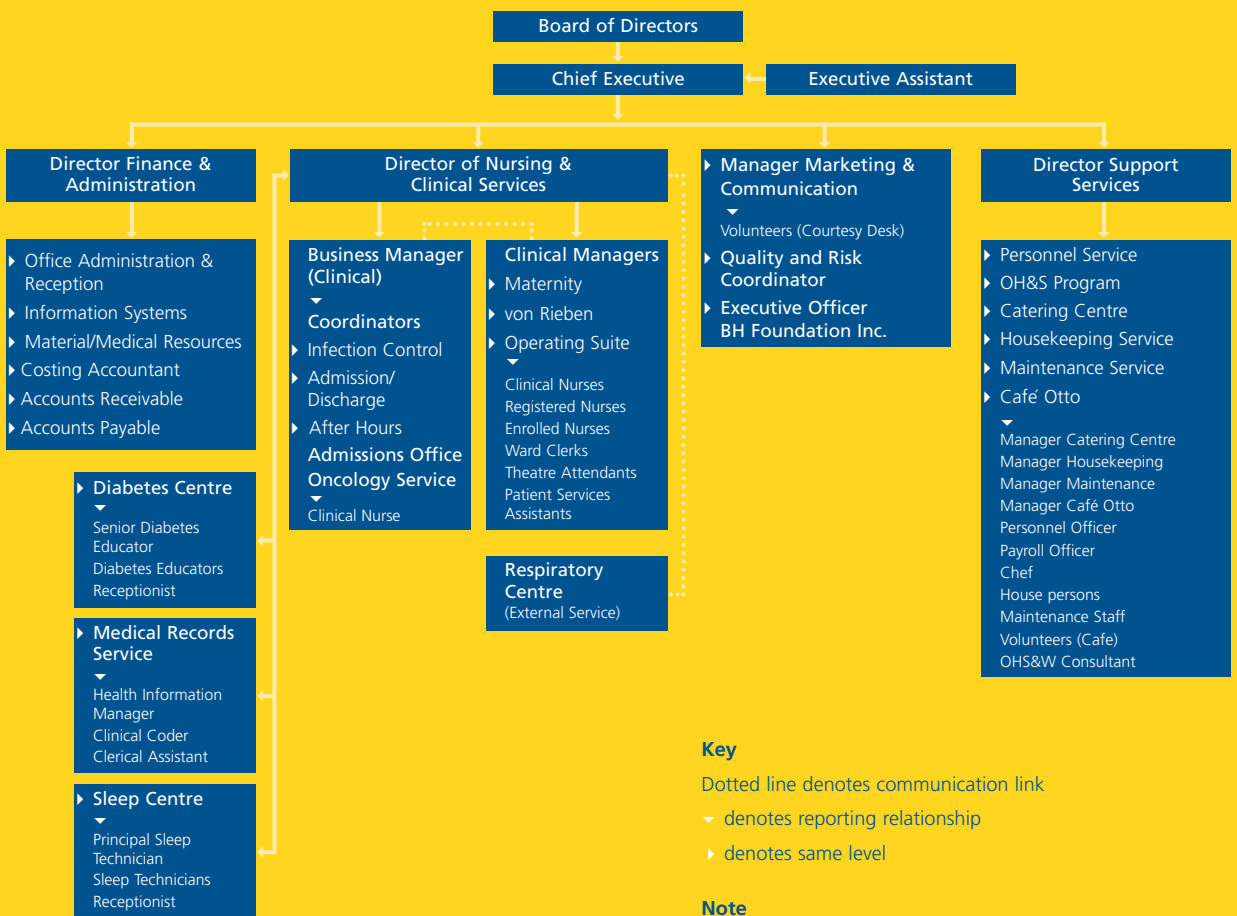 Board of Directors
Chief Executive
Executive Assistant
Director Finance &
Administration
Director of Nursing &
Clinical Services
Manager Marketing &
Communication
Volunteers (Courtesy Desk)
Quality and Risk
Coordinator
Executive Officer
BH Foundation Inc.
Director Support
Services
Office Administration &
Reception
Information Systems
Material/Medical Resources
Costing Accountant
Accounts Receivable
Accounts Payable
Business Manager
(Clinical)
Coordinators
Infection Control
Admission/
Discharge
After Hours
Admissions Office
Oncology Service
Clinical Nurse
Clinical Managers
Maternity
von Rieben
Operating Suite
Clinical Nurses
Registered Nurses
Enrolled Nurses
Ward Clerks
Theatre Attendants
Patient Services
Assistants
Personnel Service
OH&S Program
Catering Centre
Housekeeping Service
Maintenance Service
Café Otto
Manager Catering Centre
Manager Housekeeping
Manager Maintenance
Manager Café Otto
Personnel Officer
Payroll Officer
Chef
House persons
Maintenance Staff
Volunteers (Cafe)
OHS&W Consultant
Diabetes Centre
Senior Diabetes
Educator
Diabetes Educators
Receptionist
Respiratory
Centre
(External Service)
Medical Records
Service
Health Information
Manager
Clinical Coder
Clerical Assistant
Sleep Centre
Principal Sleep
Technician
Sleep Technicians
Receptionist
Key
Dotted line denotes communication link
denotes reporting relationship
denotes same level
Note